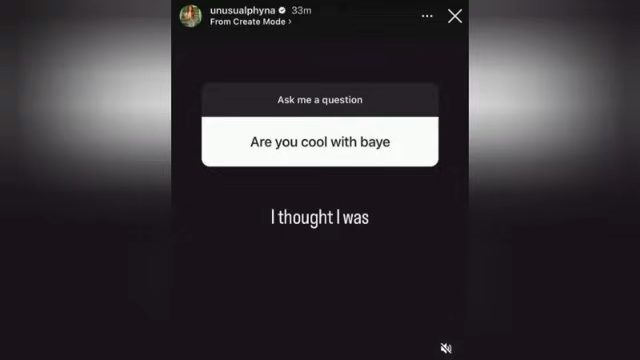 unusualphyna 33m
From Create Mode >
Ask me a question
Are you cool with baye
I thought I was